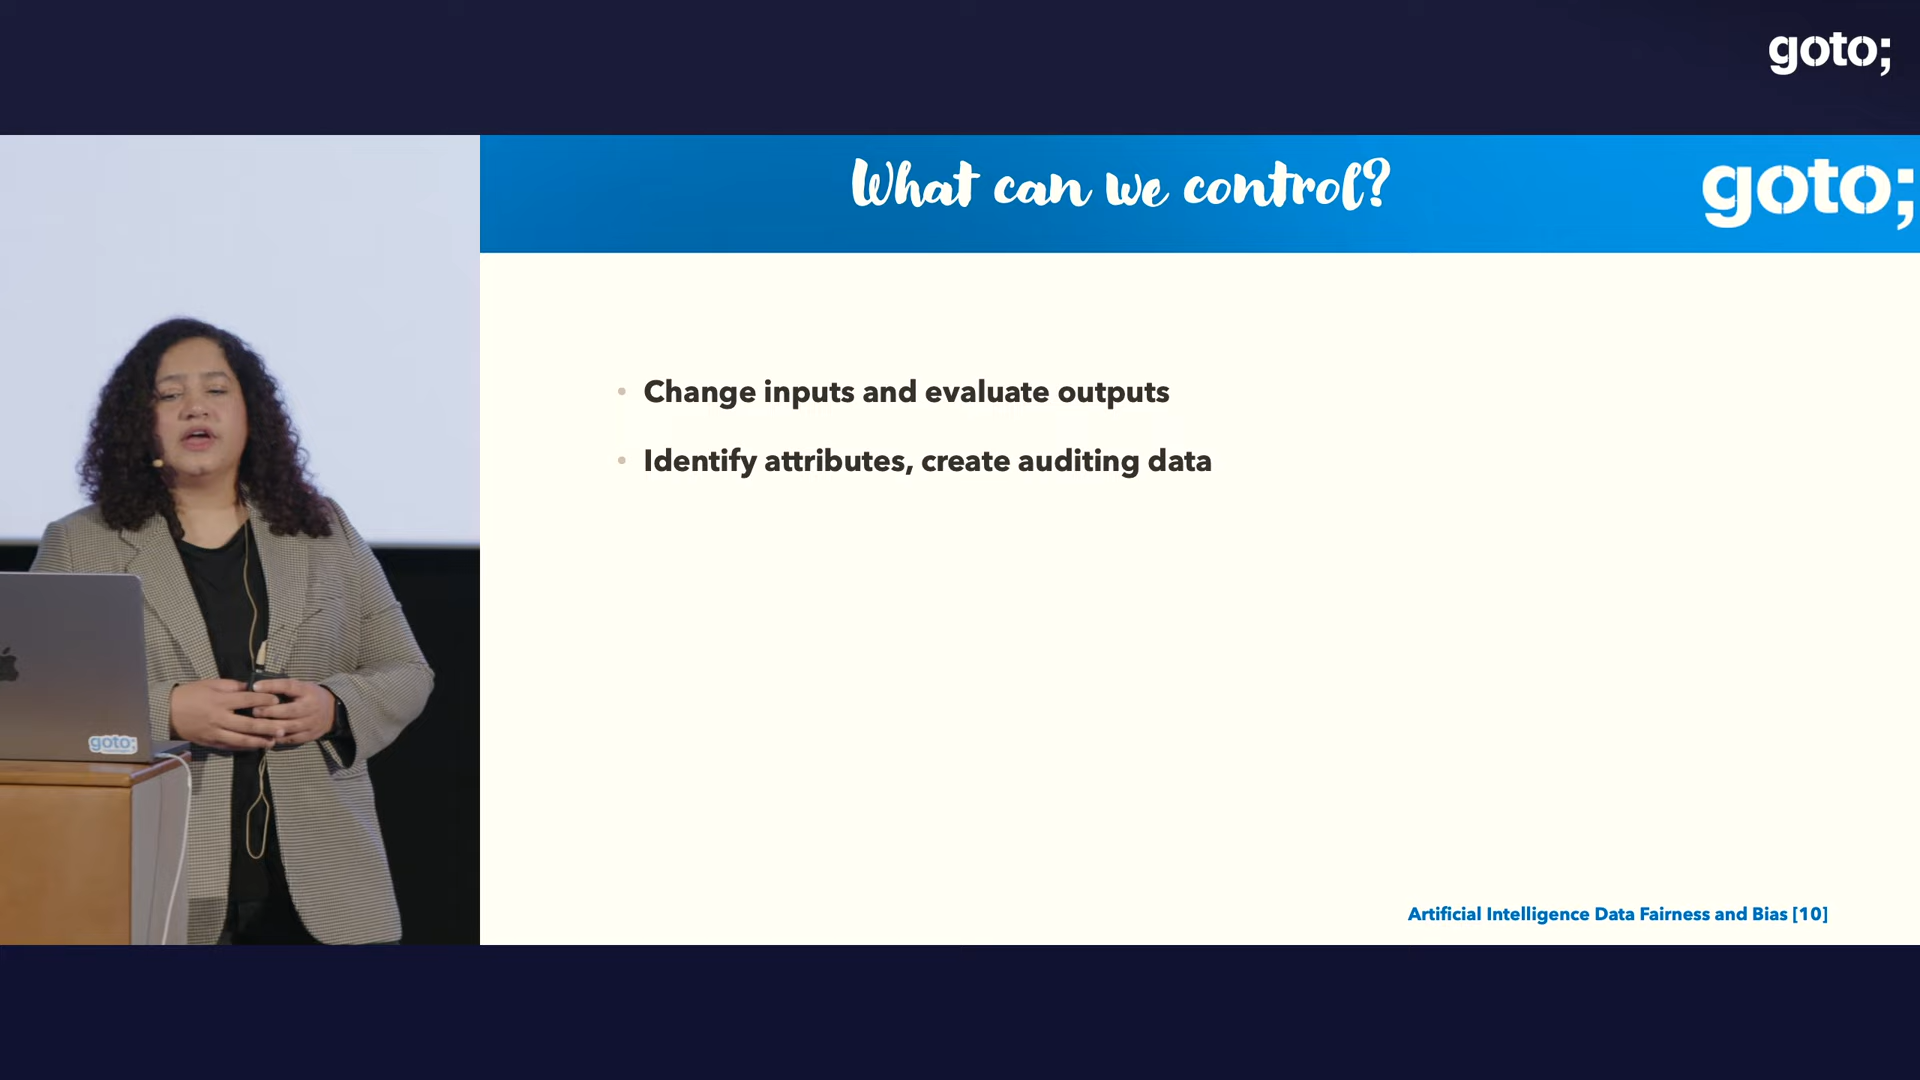 goto;
What can we control?
goto;
• Change inputs and evaluate outputs
• Identify attributes, create auditing data
goto;
Artificial Intelligence Data Fairness and Bias [10]